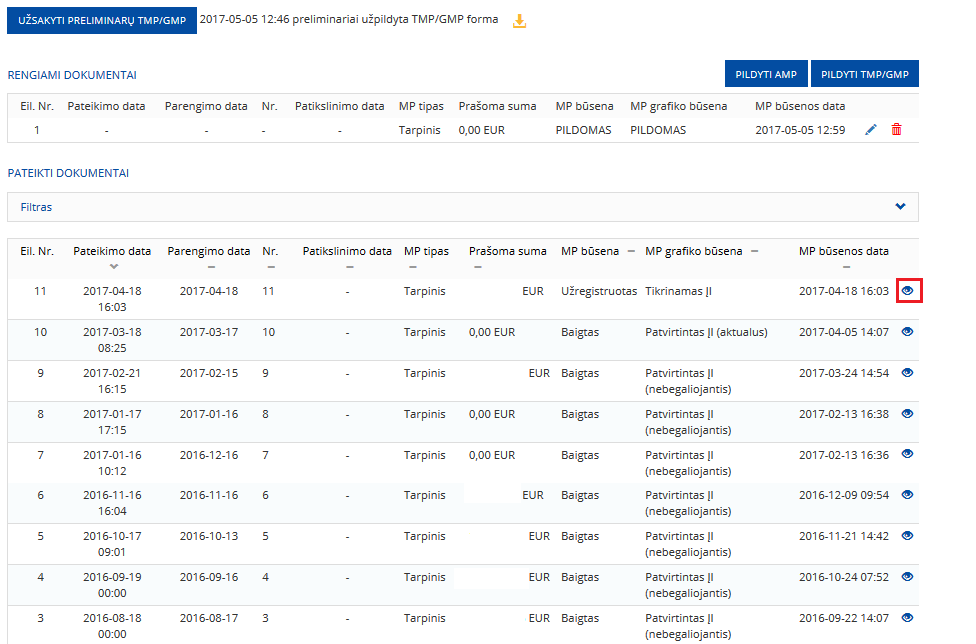 UŽSAKYTI PRELIMINARŲ TMP/GMP 2017-05-05 12:46 preliminariai užpildyta TMP/GMP forma
RENGIAMI DOKUMENTAI PILDYTI AMP PILDYTI TMP/GMP
Eil. Nr. Pateikimo data Parengimo data Nr. Patikslinimo data MP tipas Prašoma suma MP būsena MP grafiko būsena MP būsenos data
1 - - - - Tarpinis 0,00 EUR PILDOMAS PILDOMAS 2017-05-05 12:59
PATEIKTI DOKUMENTAI
Filtras
Eil. Nr. Pateikimo data Parengimo data Nr. Patikslinimo data MP tipas Prašoma suma MP būsena MP grafiko būsena MP būsenos data
11 2017-04-18 2017-04-18 11 - Tarpinis EUR Užregistruotas Tikrinamas ĮI 2017-04-18 16:03
16:03
10 2017-03-18 2017-03-17 10 - Tarpinis 0,00 EUR Baigtas Patvirtintas ĮI (aktualus) 2017-04-05 14:07
08:25
9 2017-02-21 2017-02-15 9 - Tarpinis EUR Baigtas Patvirtintas ĮI 2017-03-24 14:54
16:15 (nebegaliojantis)
8 2017-01-17 2017-01-16 8 - Tarpinis 0,00 EUR Baigtas Patvirtintas ĮI 2017-02-13 16:38
17:15 (nebegaliojantis)
7 2017-01-16 2016-12-16 7 - Tarpinis 0,00 EUR Baigtas Patvirtintas ĮI 2017-02-13 16:36
10:12 (nebegaliojantis)
6 2016-11-16 2016-11-16 6 - Tarpinis EUR Baigtas Patvirtintas ĮI 2016-12-09 09:54
16:04 (nebegaliojantis)
5 2016-10-17 2016-10-13 5 - Tarpinis EUR Baigtas Patvirtintas ĮI 2016-11-21 14:42
09:01 (nebegaliojantis)
4 2016-09-19 2016-09-16 4 - Tarpinis EUR Baigtas Patvirtintas ĮI 2016-10-24 07:52
00:00 (nebegaliojantis)
3 2016-08-18 2016-08-17 3 - Tarpinis EUR Baigtas Patvirtintas ĮI 2016-09-22 14:07
00:00 (nebegaliojantis)